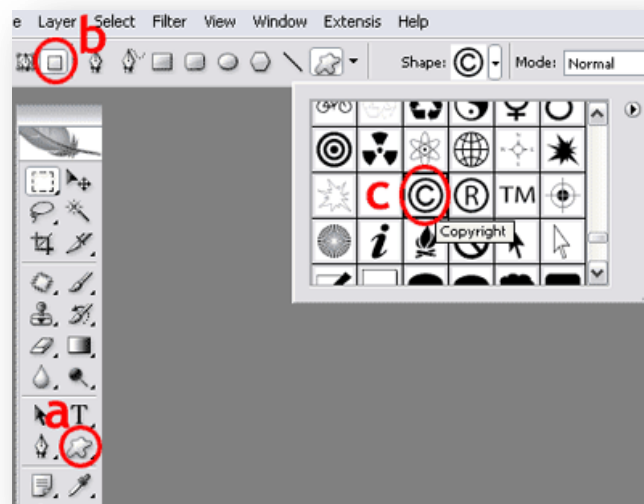 e Layer Select Filter View Window Extensis Help
b
Shape: © Mode: Normal
C © ® TM
i
Copyright
a T